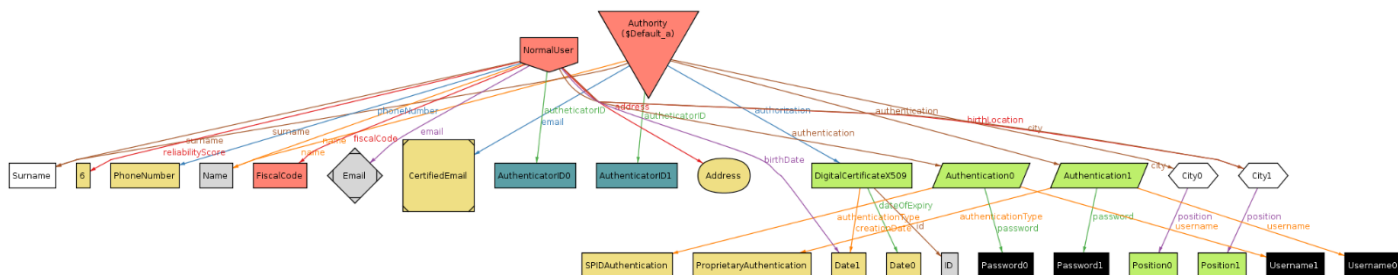 Authority
($Default_a)
NormalUser
phoneNumber
autheticatorID
address
authorization
authentication
autheticatorID
email
birthLocation
surname
surname
name
fiscalCode
email
authentication
city
reliabilityScore
name
birthDate
city
Surname
6
PhoneNumber
Name
FiscalCode
Email
CertifiedEmail
AuthenticatorID0
AuthenticatorID1
Address
DigitalCertificateX509
Authentication0
Authentication1
City0
City1
dateOfExpiry
authenticationType
authenticationType
password
position
position
creationDate
id
password
username
username
SPIDAuthentication
ProprietaryAuthentication
Date1
Date0
ID
Password0
Password1
Position0
Position1
Username1
Username